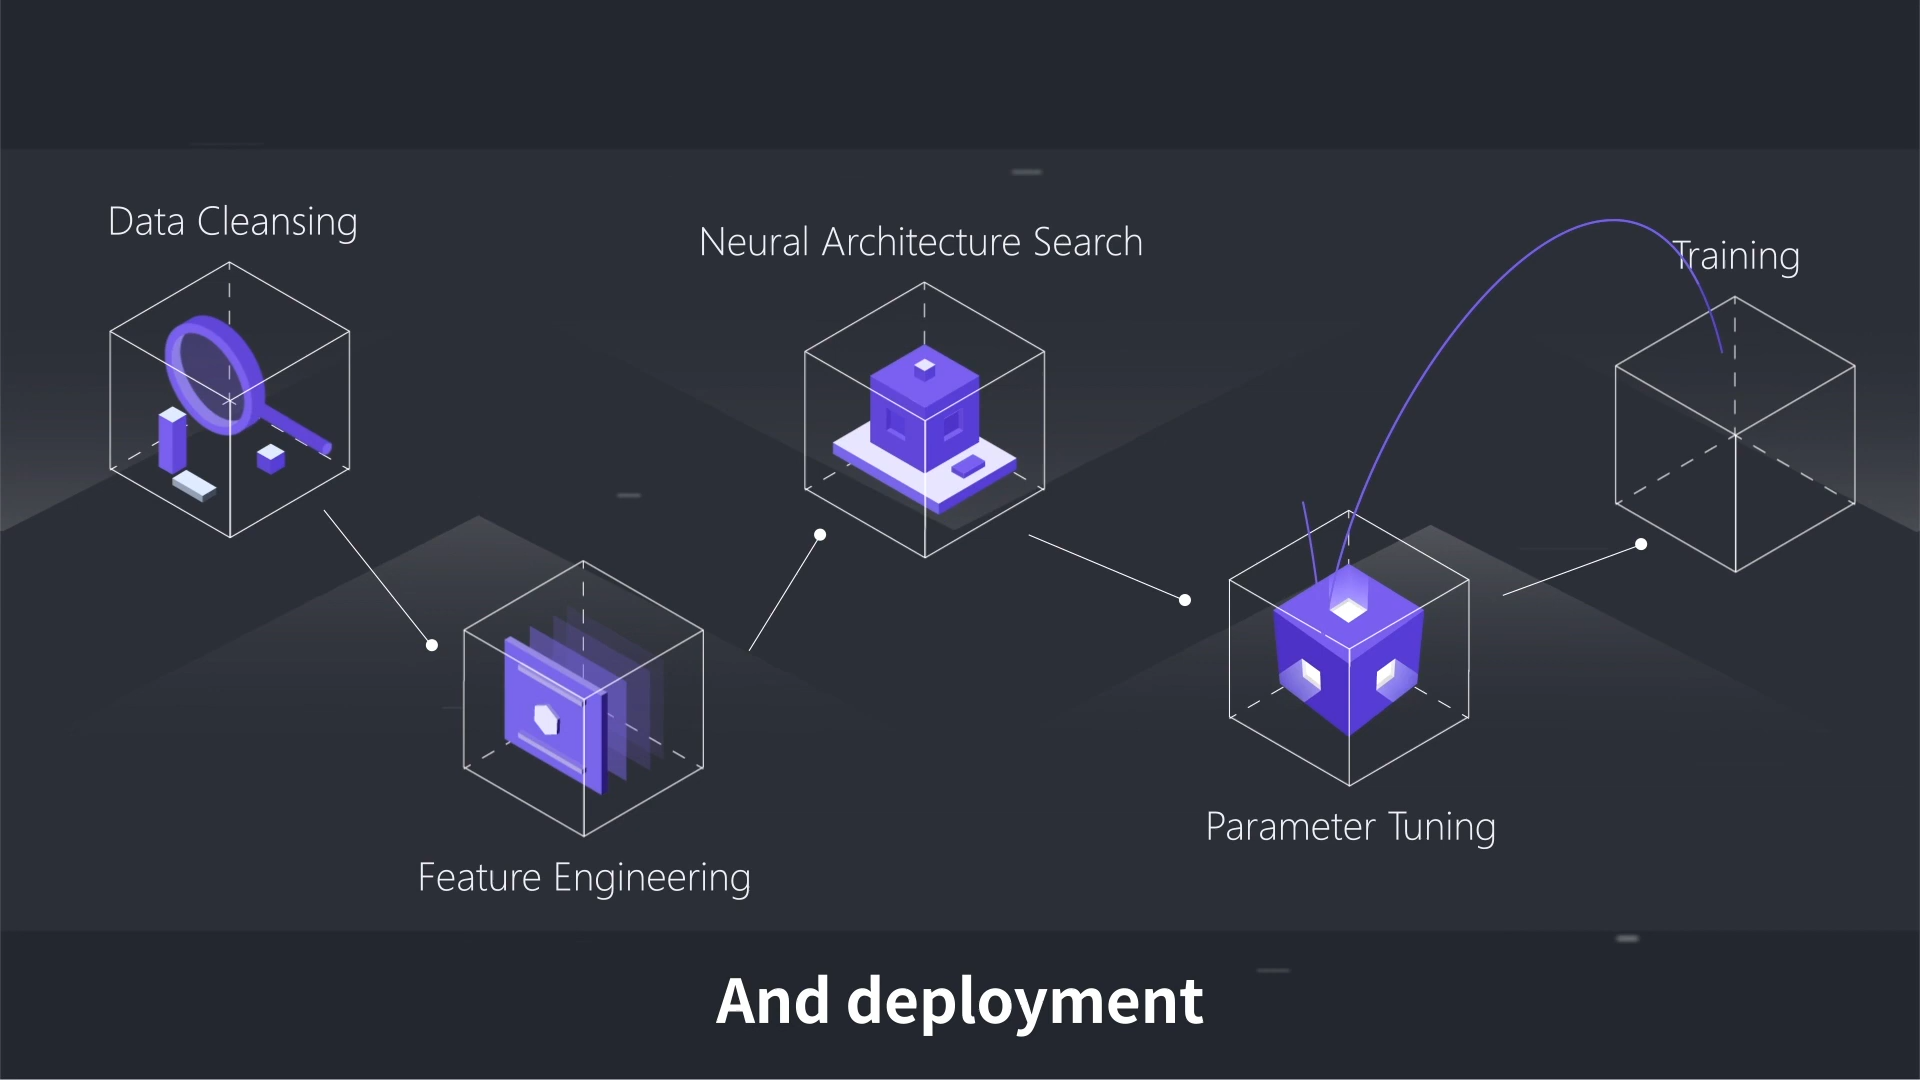 Data Cleansing
Neural Architecture Search
Training
Parameter Tuning
Feature Engineering
And deployment